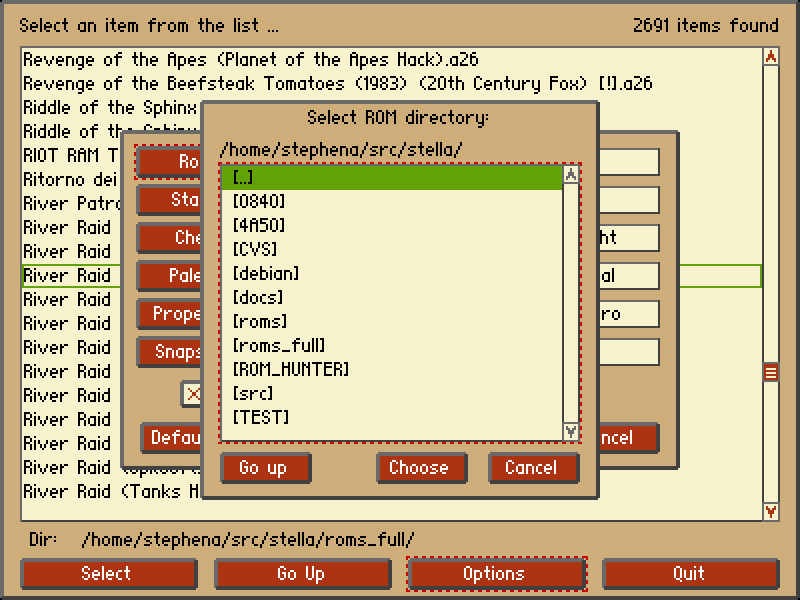 Select an item from the list ... 2691 items found
Revenge of the Apes (Planet of the Apes Hack).a26
Revenge of the Beefsteak Tomatoes (1983) (20th Century Fox) [!].a26
Riddle of the Sphinx
Riddle of the
RIOT RAM T
Ritorno dei
River Patro
River Raid
River Raid
River Raid
River Raid
River Raid
River Raid
River Raid
River Raid
River Raid
River Raid
River Raid
River Raid (Tanks H
Ro
Sta
Che
Pale
Prope
Snaps
Defau
ht
al
ro
ncel
Select ROM directory:
/home/stephena/src/stella/
[..]
[0840]
[4A50]
[CVS]
[debian]
[docs]
[roms]
[roms_full]
[ROM_HUNTER]
[src]
[TEST]
Go up Choose Cancel
Dir: /home/stephena/src/stella/roms_full/
Select Go Up Options Quit